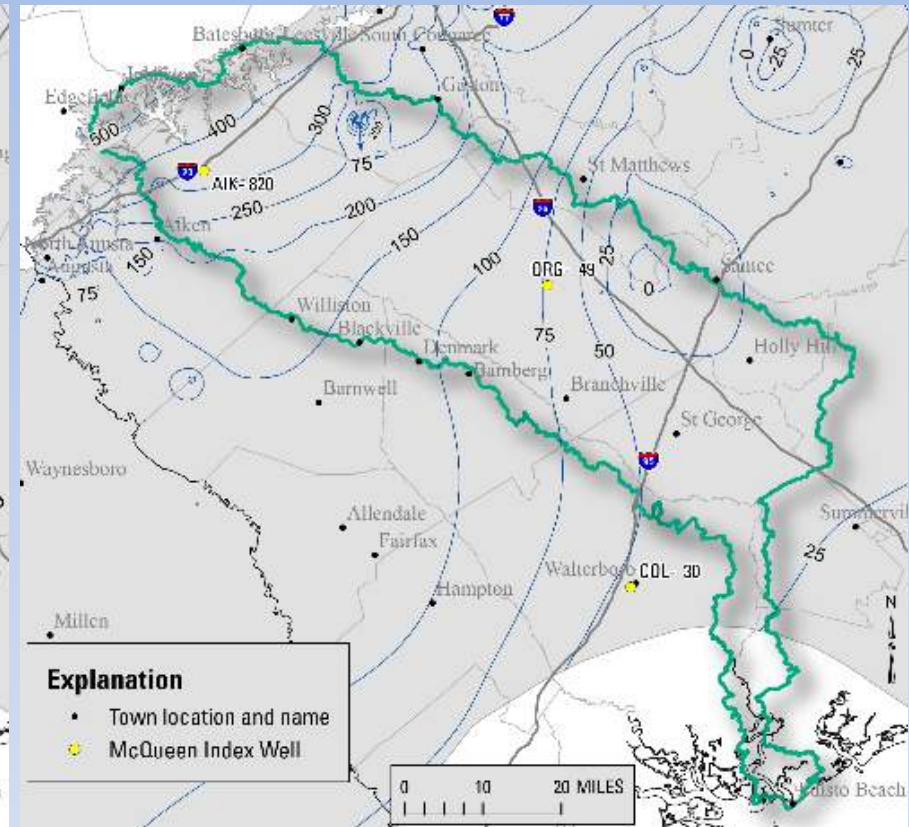 Batesburg-Leesville
Sumter
0
25
25
25
Edgefield
Gaston
500
400
300
75
AIK-820
St Matthews
250
200
150
100
25
Aiken
North Augusta
Augusta
150
75
ORG-49
0
Santee
Williston
Blackville
75
50
Denmark
Bamberg
Holly Hill
Barnwell
Branchville
St George
95
Waynesboro
Allendale
Fairfax
Summervill
25
Walterboro
COL-30
Hampton
Millen
N
Explanation
Town location and name
McQueen Index Well
0 10 20 MILES
Edisto Beach